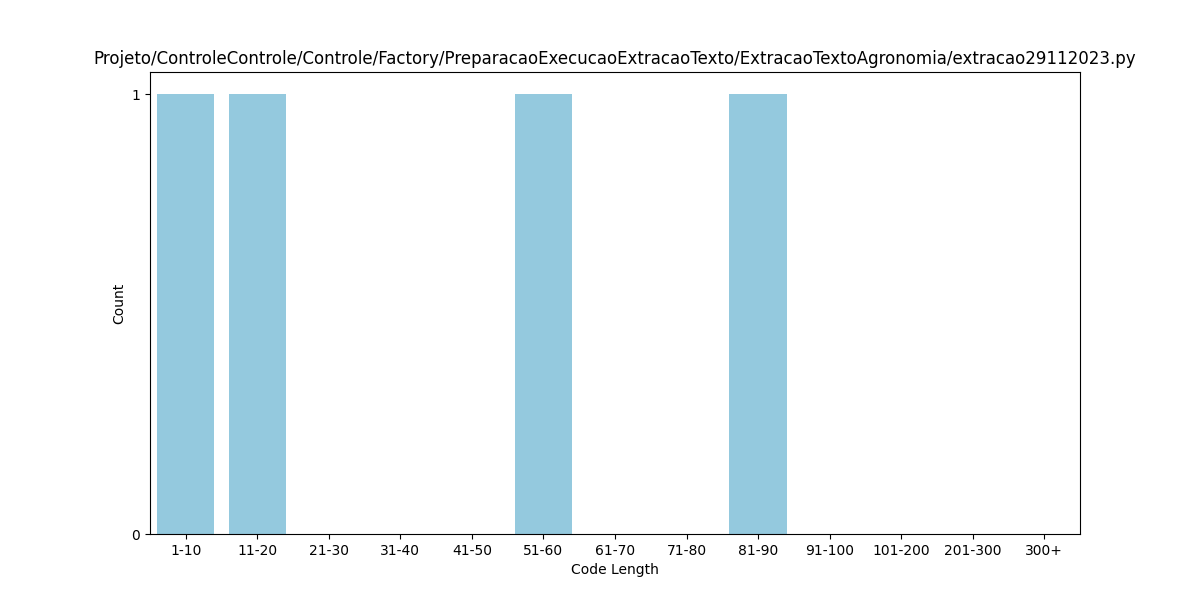 Projeto/ControleControle/Controle/Factory/PreparacaoExecucaoExtracaoTexto/ExtracaoTextoAgronomia/extracao29112023.py
1
Count
0
1-10 11-20 21-30 31-40 41-50 51-60 61-70 71-80 81-90 91-100 101-200 201-300 300+
Code Length